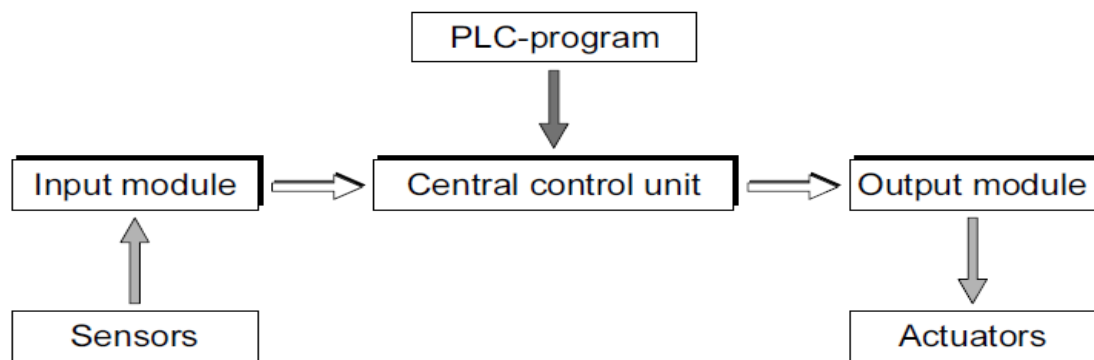 PLC-program
Input module
Central control unit
Output module
Sensors
Actuators